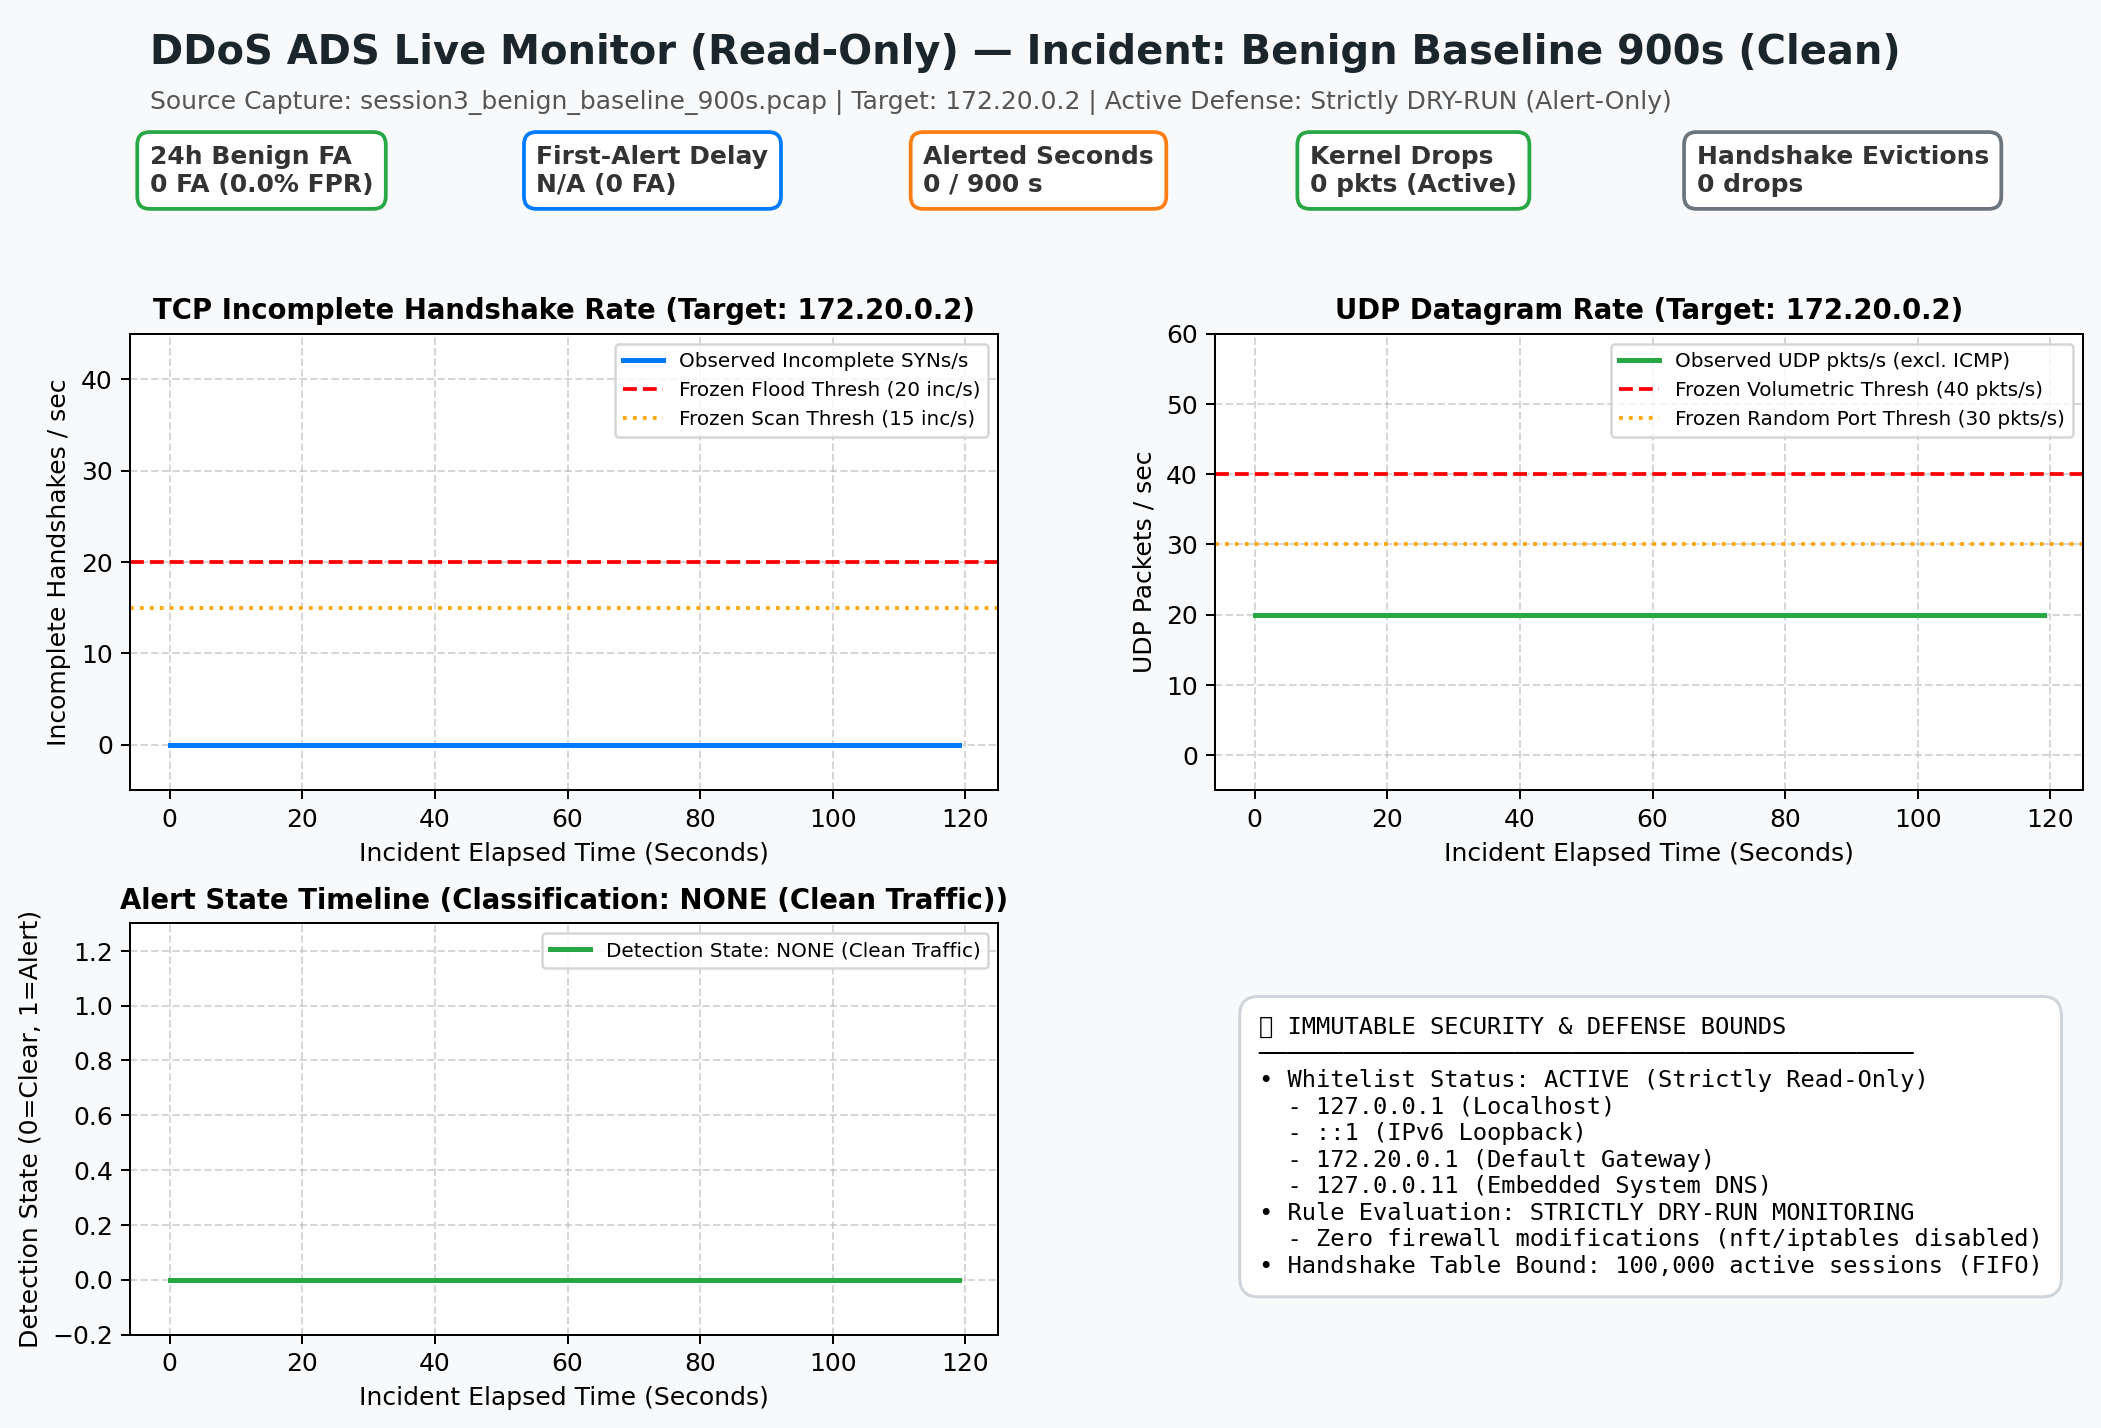 DDoS ADS Live Monitor (Read-Only) — Incident: Benign Baseline 900s (Clean)
Source Capture: session3_benign_baseline_900s.pcap | Target: 172.20.0.2 | Active Defense: Strictly DRY-RUN (Alert-Only)
24h Benign FA
0 FA (0.0% FPR)
First-Alert Delay
N/A (0 FA)
Alerted Seconds
0 / 900 s
Kernel Drops
0 pkts (Active)
Handshake Evictions
0 drops
TCP Incomplete Handshake Rate (Target: 172.20.0.2)
Incomplete Handshakes / sec
40
30
20
10
0
Observed Incomplete SYNs/s
Frozen Flood Thresh (20 inc/s)
Frozen Scan Thresh (15 inc/s)
0 20 40 60 80 100 120
Incident Elapsed Time (Seconds)
UDP Datagram Rate (Target: 172.20.0.2)
UDP Packets / sec
60
50
40
30
20
10
0
Observed UDP pkts/s (excl. ICMP)
Frozen Volumetric Thresh (40 pkts/s)
Frozen Random Port Thresh (30 pkts/s)
0 20 40 60 80 100 120
Incident Elapsed Time (Seconds)
Alert State Timeline (Classification: NONE (Clean Traffic))
Detection State (0=Clear, 1=Alert)
1.2
1.0
0.8
0.6
0.4
0.2
0.0
−0.2
Detection State: NONE (Clean Traffic)
0 20 40 60 80 100 120
Incident Elapsed Time (Seconds)
IMMUTABLE SECURITY & DEFENSE BOUNDS
• Whitelist Status: ACTIVE (Strictly Read-Only)
- 127.0.0.1 (Localhost)
- ::1 (IPv6 Loopback)
- 172.20.0.1 (Default Gateway)
- 127.0.0.11 (Embedded System DNS)
• Rule Evaluation: STRICTLY DRY-RUN MONITORING
- Zero firewall modifications (nft/iptables disabled)
• Handshake Table Bound: 100,000 active sessions (FIFO)